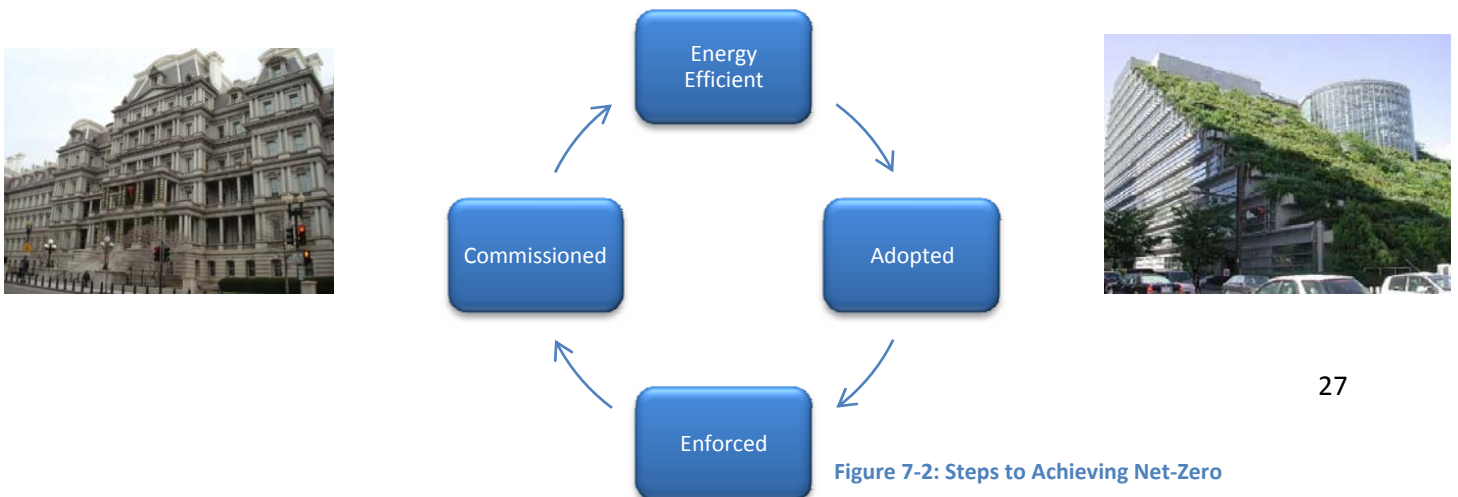 Energy
Efficient
Commissioned
Adopted
27
Enforced
Figure 7-2: Steps to Achieving Net-Zero